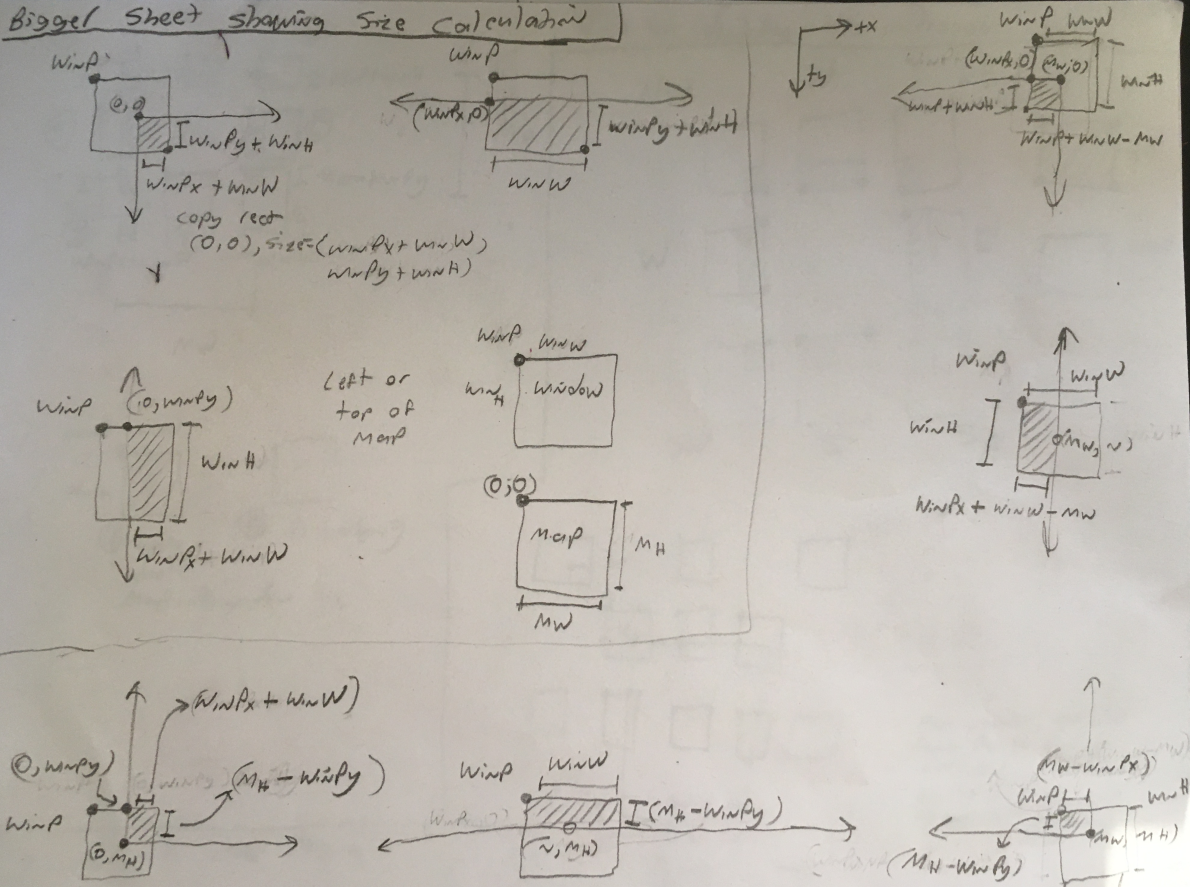 Bigger Sheet showing Size Calculation
WinP
(0,0)
WinPy + WinH
WinPx + WinW
copy rect
(0,0), size=(WinPx + WinW,
WinPy + WinH)
WinP
(WinPx,0)
WinPy + WinH
WinW
+x
+y
WinP WinW
(WinPx,0)
(MW,0)
WinH
WinP+WinH
WinP+WinW-MW
WinP (0,WinPy)
WinH
WinPx + WinW
Left or
top of
Map
WinP WinW
WinH
Window
(0,0)
Map
MH
MW
WinP
WinW
WinH
(MW,~)
WinPx + WinW - MW
(WinPx + WinW)
(0,WinPy)
(MH - WinPy)
WinP
(0,MH)
WinP
WinW
(MH - WinPy)
(~,MH)
(MW-WinPx)
WinP
WinH
(MW,MH)
(MH-WinPy)